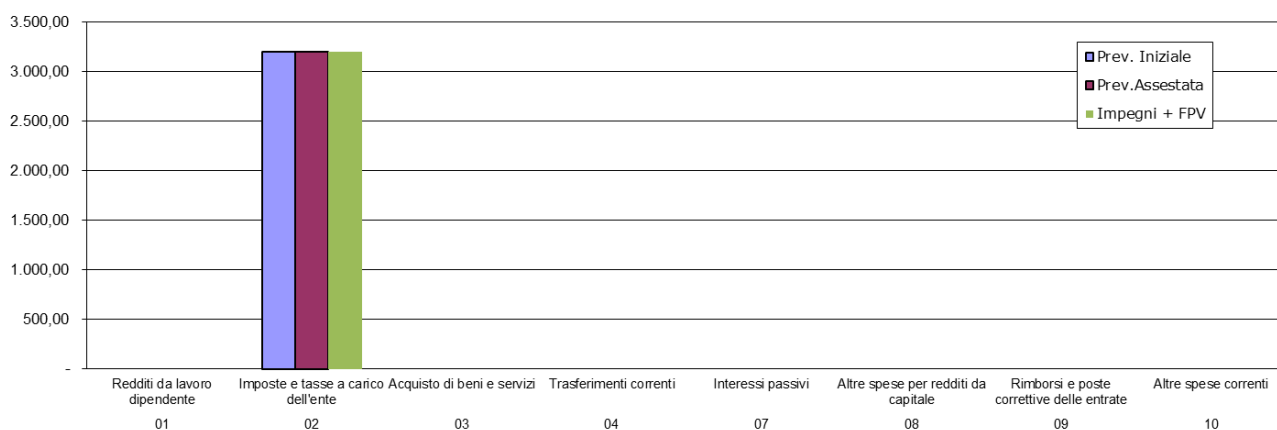 3.500,00
3.000,00
2.500,00
2.000,00
1.500,00
1.000,00
500,00
-
Prev. Iniziale
Prev.Assestata
Impegni + FPV
Redditi da lavoro
dipendente
Imposte e tasse a carico
dell'ente
Acquisto di beni e servizi
Trasferimenti correnti
Interessi passivi
Altre spese per redditi da
capitale
Rimborsi e poste
correttive delle entrate
Altre spese correnti
01
02
03
04
07
08
09
10